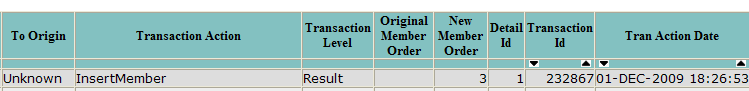 To Origin Transaction Action Transaction Level Original Member Order New Member Order Detail Id Transaction Id Tran Action Date
Unknown InsertMember Result 3 1 232867 01-DEC-2009 18:26:53